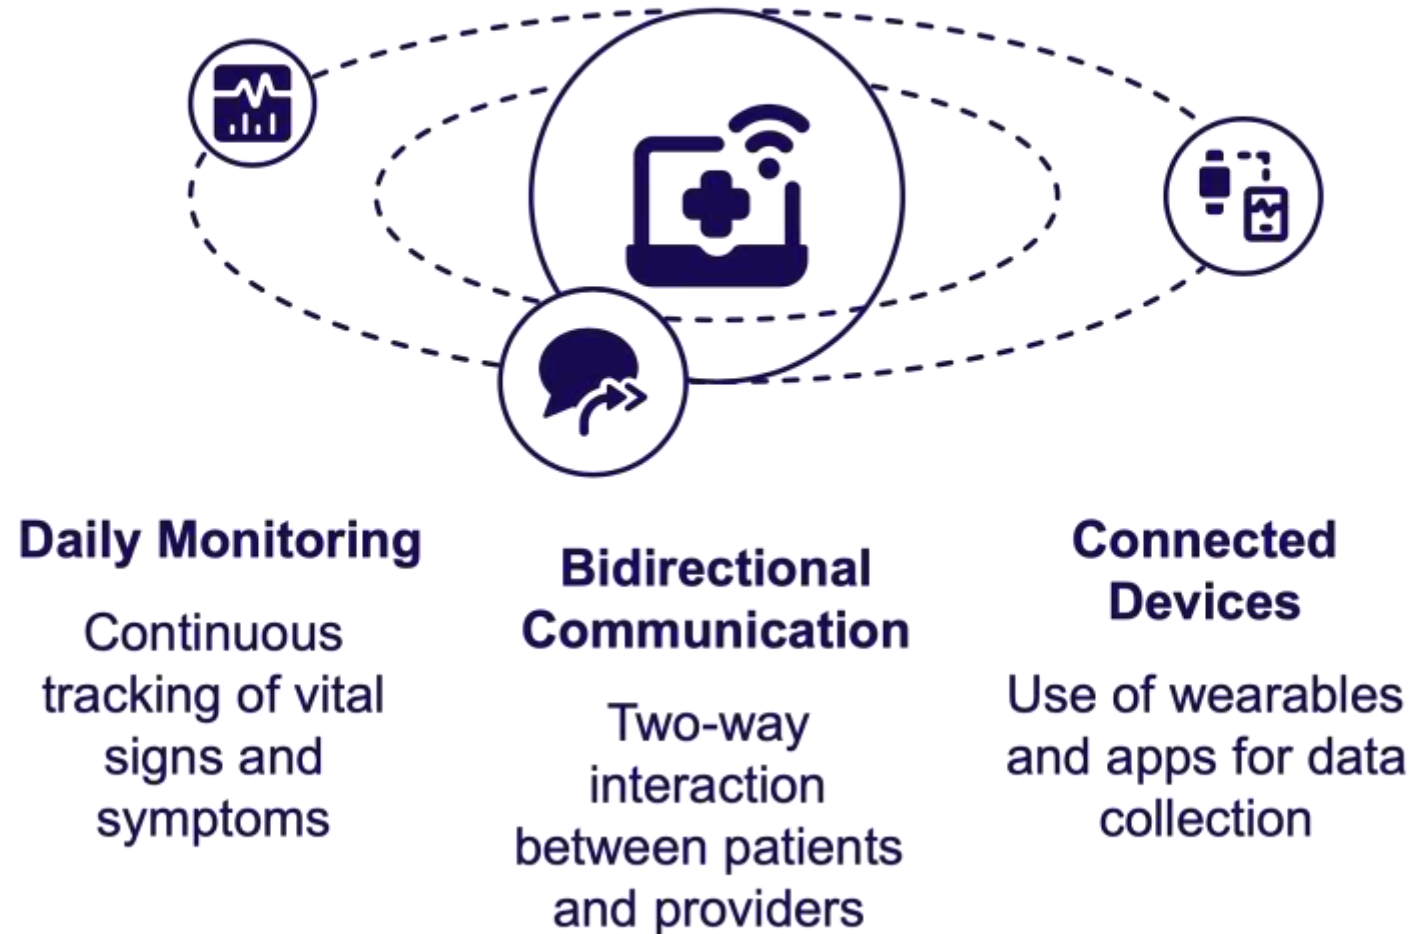 Daily Monitoring
Continuous
tracking of vital
signs and
symptoms
Bidirectional
Communication
Two-way
interaction
between patients
and providers
Connected
Devices
Use of wearables
and apps for data
collection